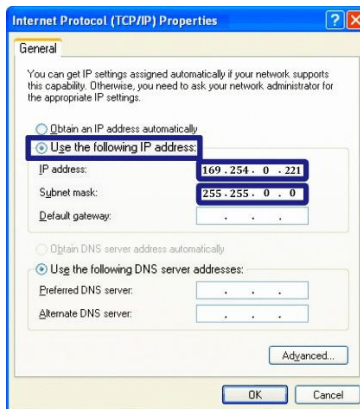 Internet Protocol (TCP/IP) Properties
General
You can get IP settings assigned automatically if your network supports
this capability. Otherwise, you need to ask your network administrator for
the appropriate IP settings.
Obtain an IP address automatically
Use the following IP address:
IP address: 169 . 254 . 0 . 221
Subnet mask: 255 . 255 . 0 . 0
Default gateway: . . .
Obtain DNS server address automatically
Use the following DNS server addresses:
Preferred DNS server: . . .
Alternate DNS server: . . .
Advanced...
OK Cancel